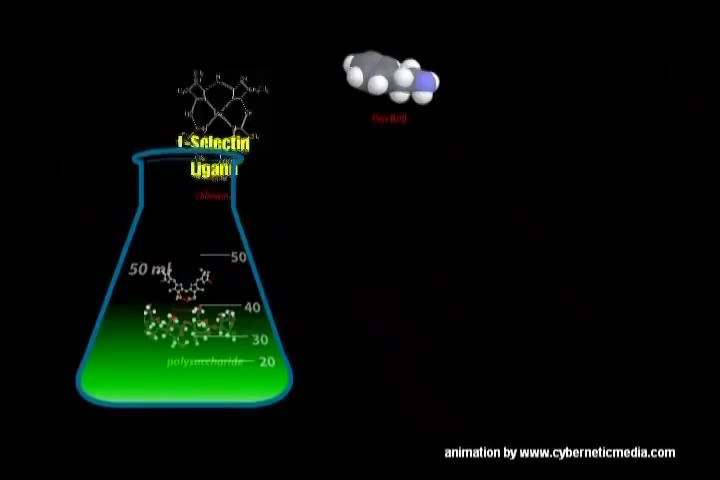 L-Selectin
Ligand
50 ml
50
40
30
polysaccharide
20
animation by www.cyberneticmedia.com